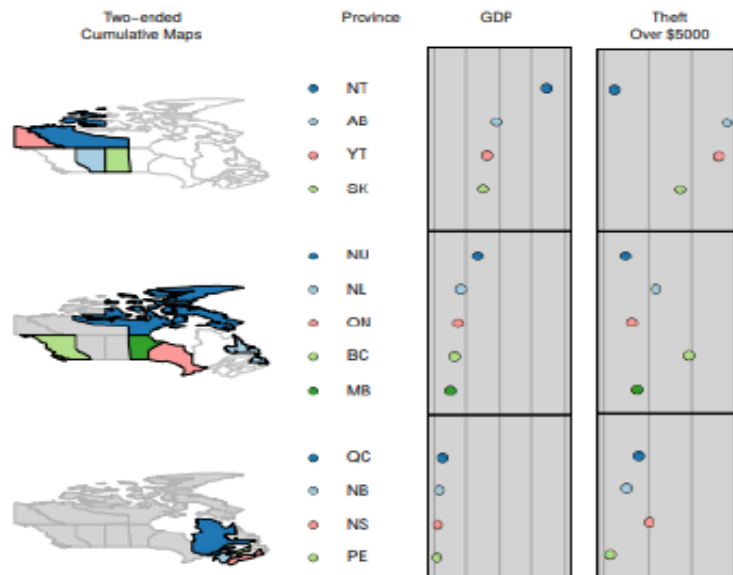 Two-ended
Cumulative Maps
Province
GDP
Theft
Over $5000
NT
AB
YT
SK
NU
NL
ON
BC
MB
QC
NB
NS
PE